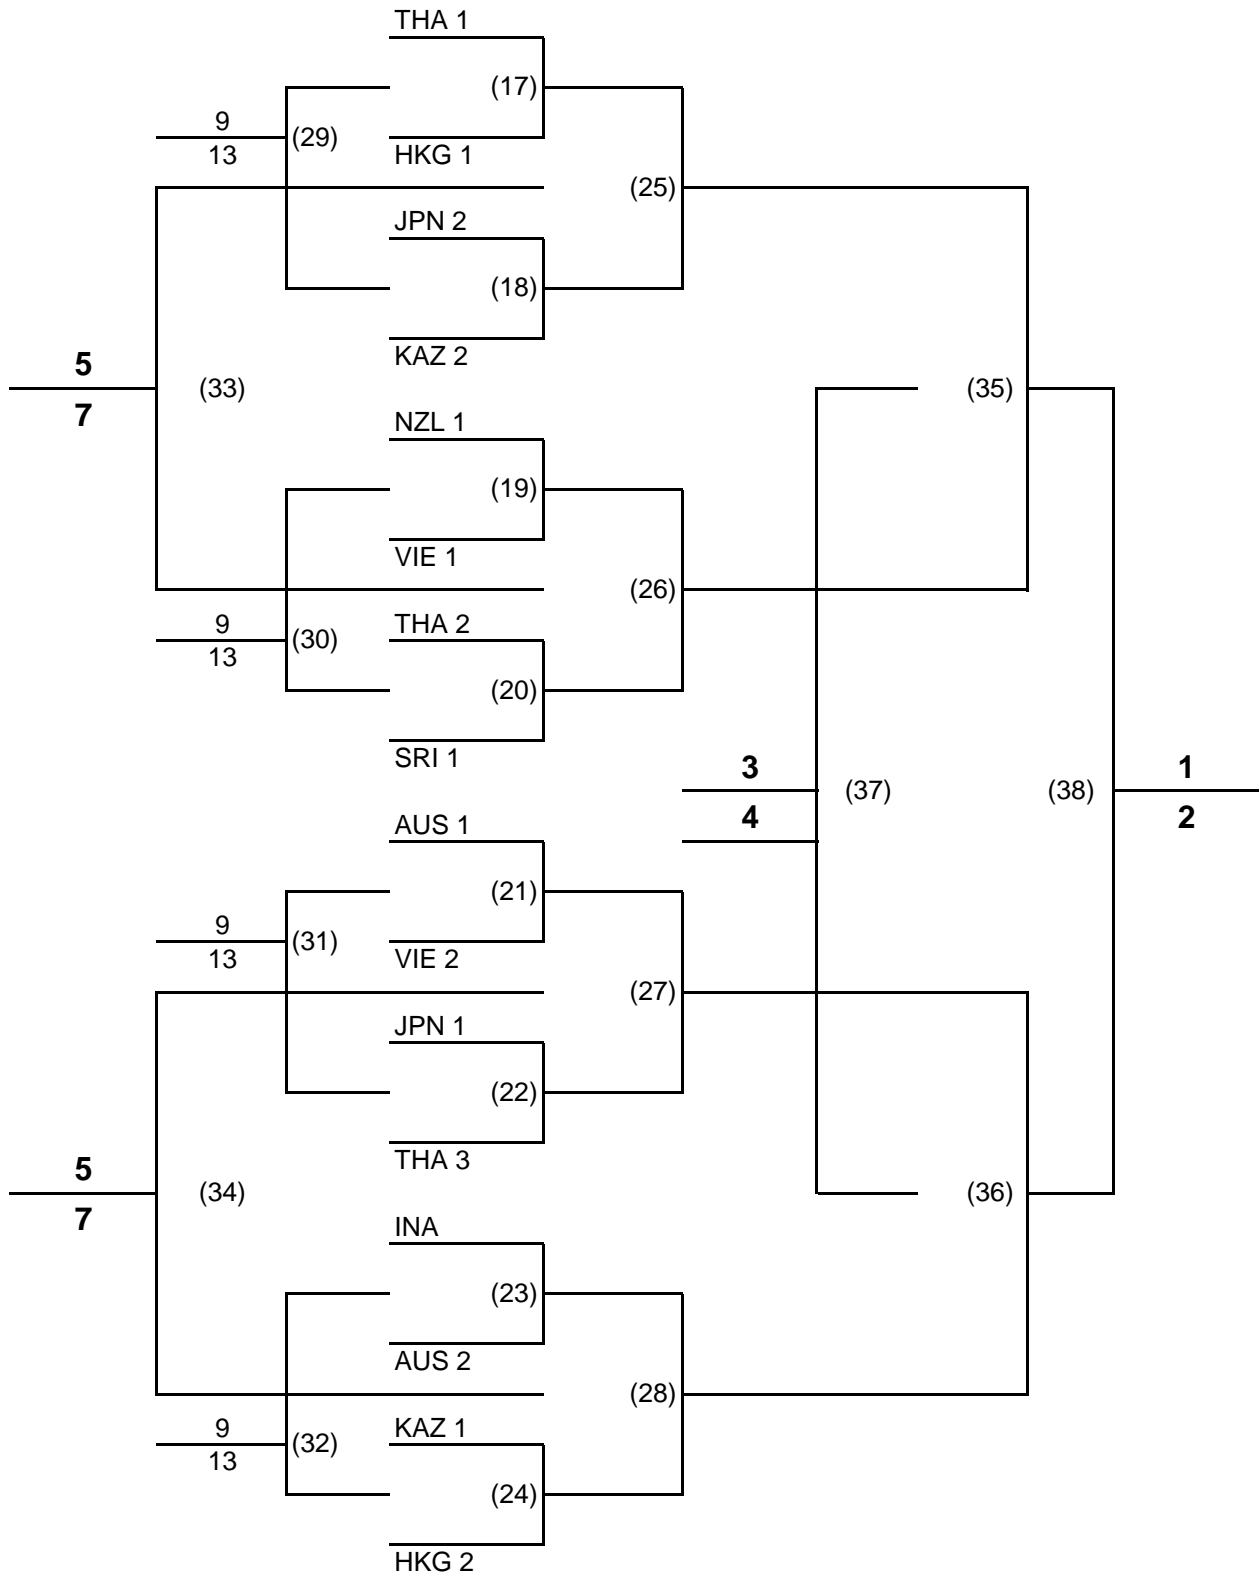 THA 1
(17)
9
(29)
13
HKG 1
(25)
JPN 2
(18)
KAZ 2
5
(33)
(35)
7
NZL 1
(19)
VIE 1
(26)
9
THA 2
(30)
13
(20)
SRI 1
3
(37)
(38)
1
4
2
AUS 1
(21)
9
(31)
13
VIE 2
(27)
JPN 1
(22)
THA 3
5
(34)
(36)
7
INA
(23)
AUS 2
(28)
9
KAZ 1
(32)
13
(24)
HKG 2